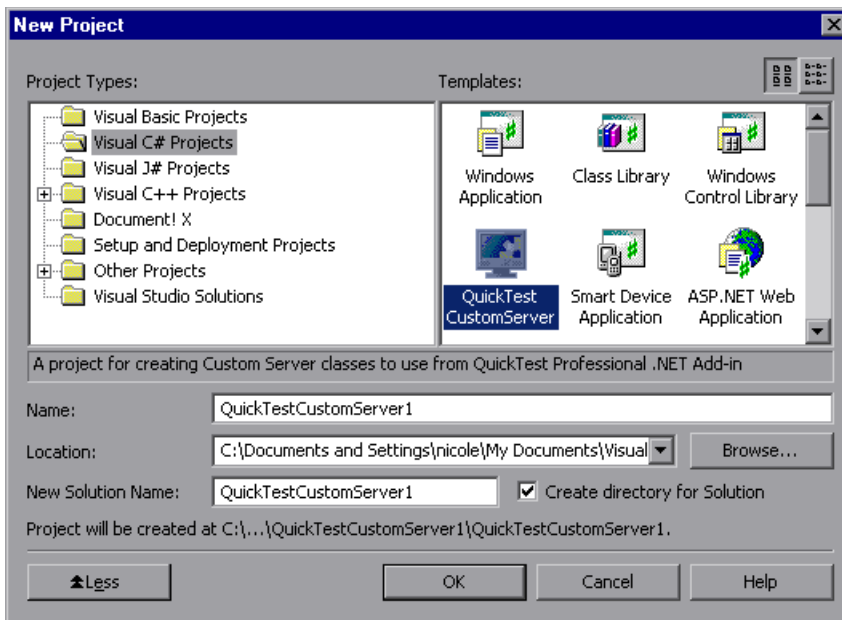 New Project
Project Types:
Templates:
Visual Basic Projects
Visual C# Projects
Visual J# Projects
Visual C++ Projects
Document! X
Setup and Deployment Projects
Other Projects
Visual Studio Solutions
Windows Application
Class Library
Windows Control Library
QuickTest CustomServer
Smart Device Application
ASP.NET Web Application
A project for creating Custom Server classes to use from QuickTest Professional .NET Add-in
Name:
QuickTestCustomServer1
Location:
C:\Documents and Settings\nicole\My Documents\Visual
Browse...
New Solution Name:
QuickTestCustomServer1
Create directory for Solution
Project will be created at C:\...\QuickTestCustomServer1\QuickTestCustomServer1.
Less
OK
Cancel
Help